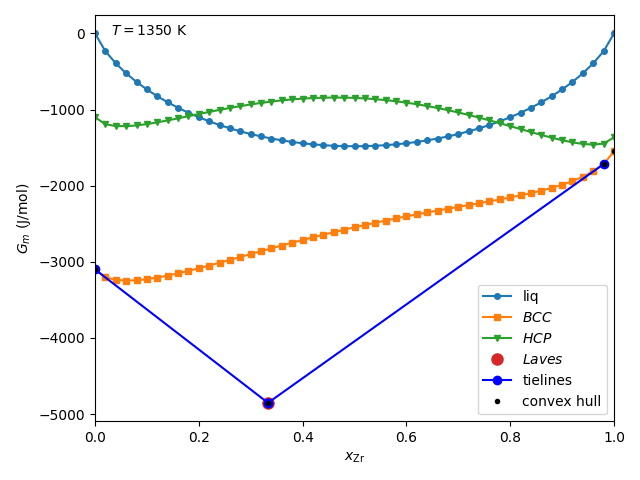 T = 1350 K
0
−1000
−2000
−3000
−4000
−5000
G_m (J/mol)
liq
BCC
HCP
Laves
tielines
convex hull
0.0 0.2 0.4 0.6 0.8 1.0
x_Zr